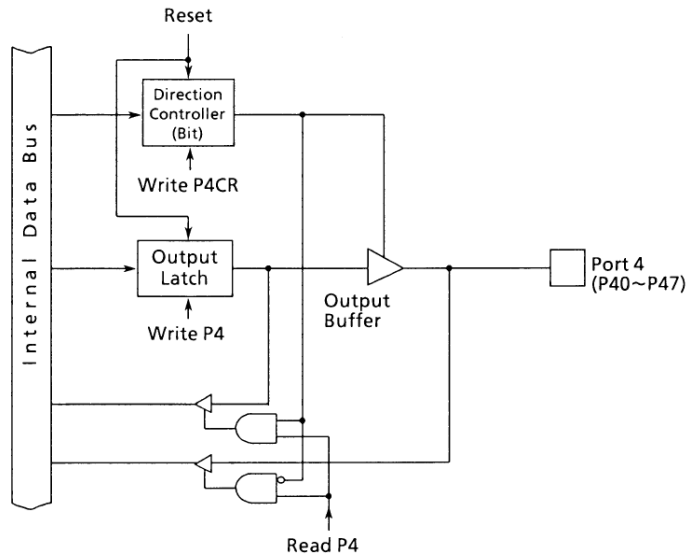 Reset
Internal Data Bus
Direction
Controller
(Bit)
Write P4CR
Output
Latch
Write P4
Output
Buffer
Port 4
(P40~P47)
Read P4